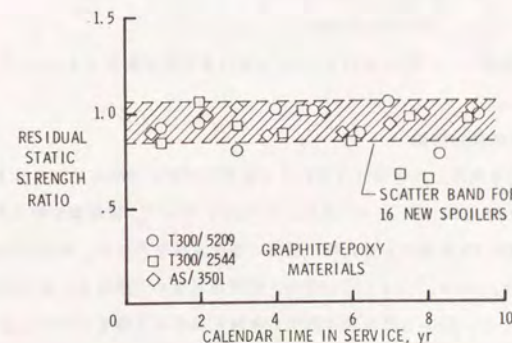 1.5
1.0
.5
0
RESIDUAL
STATIC
STRENGTH
RATIO
SCATTER BAND FOR
16 NEW SPOILERS
T300/5209
T300/2544
AS/3501
GRAPHITE/EPOXY
MATERIALS
2 4 6 8 10
CALENDAR TIME IN SERVICE, yr